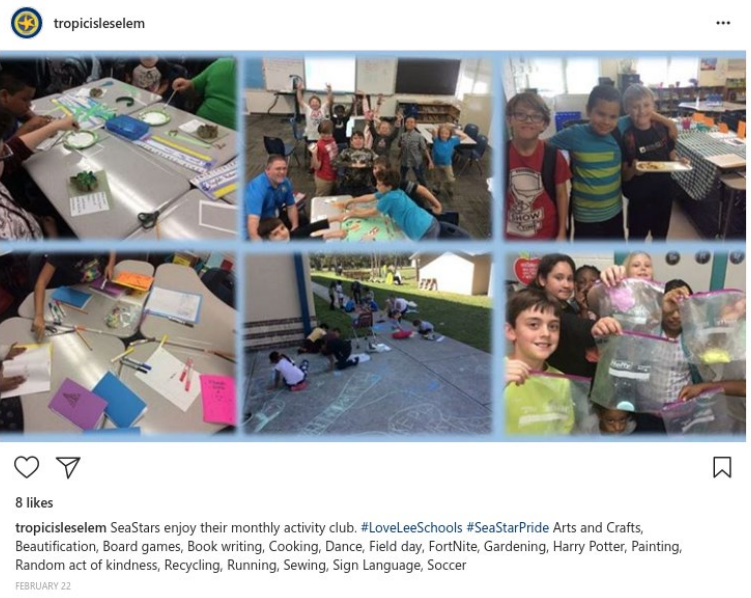 tropicisleselem
SHOW
8 likes
tropicisleselem SeaStars enjoy their monthly activity club. #LoveLeeSchools #SeaStarPride Arts and Crafts,
Beautification, Board games, Book writing, Cooking, Dance, Field day, FortNite, Gardening, Harry Potter, Painting,
Random act of kindness, Recycling, Running, Sewing, Sign Language, Soccer
FEBRUARY 22